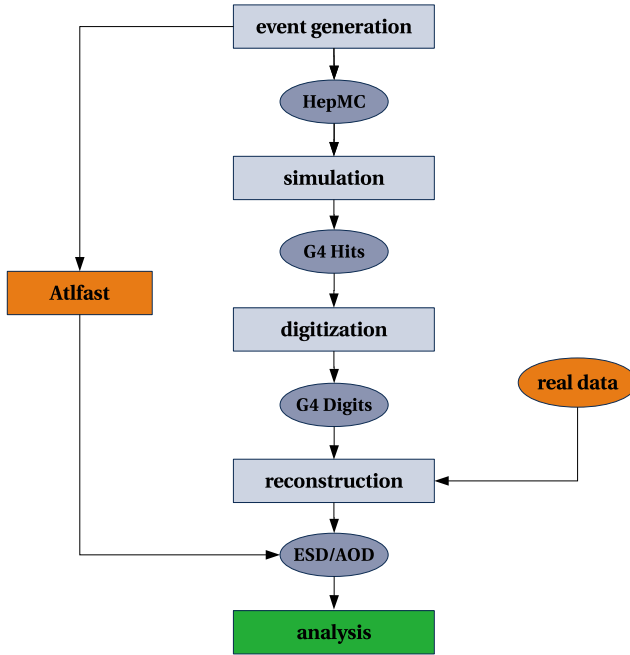 event generation
HepMC
simulation
G4 Hits
Atlfast
digitization
real data
G4 Digits
reconstruction
ESD/AOD
analysis